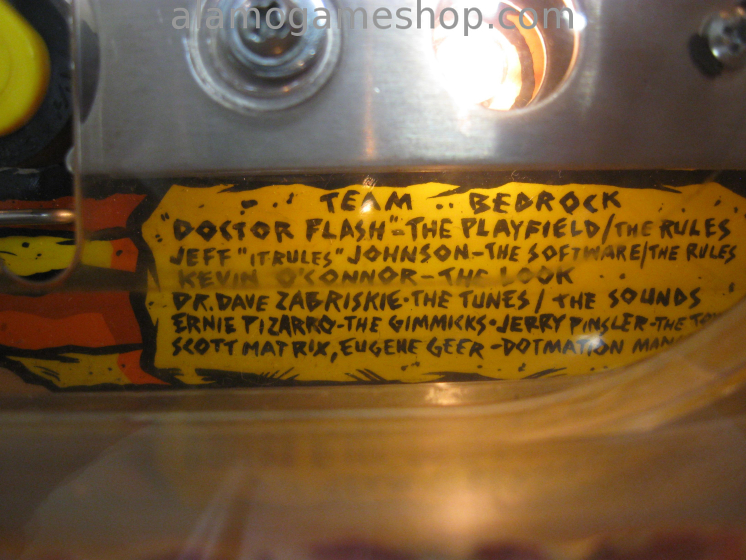 alamogameshop.com
TEAM BEDROCK
"DOCTOR FLASH"-THE PLAYFIELD/THE RULES
JEFF "ITRULES" JOHNSON-THE SOFTWARE/THE RULES
KEVIN O'CONNOR-THE LOOK
DR. DAVE ZABRISKIE-THE TUNES/THE SOUNDS
ERNIE PIZARRO-THE GIMMICKS-JERRY PINSLER-THE
SCOTT MATRIX, EUGENE GEER-DOTMATION